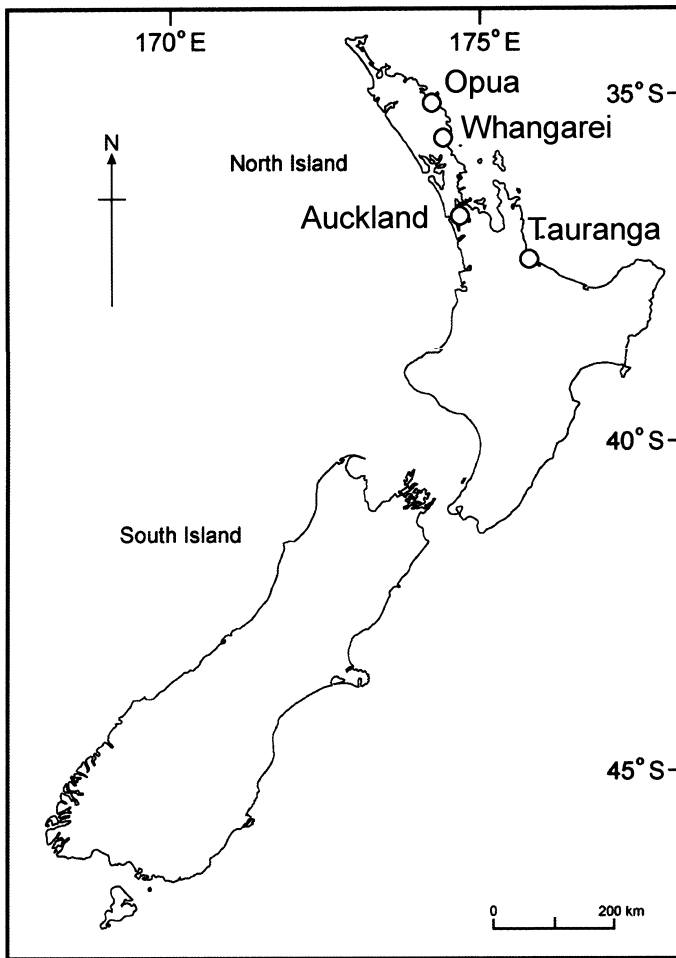 170°E 175°E
Opua 35°S
N
Whangarei
North Island
Auckland
Tauranga
40°S
South Island
45°S
0 200 km